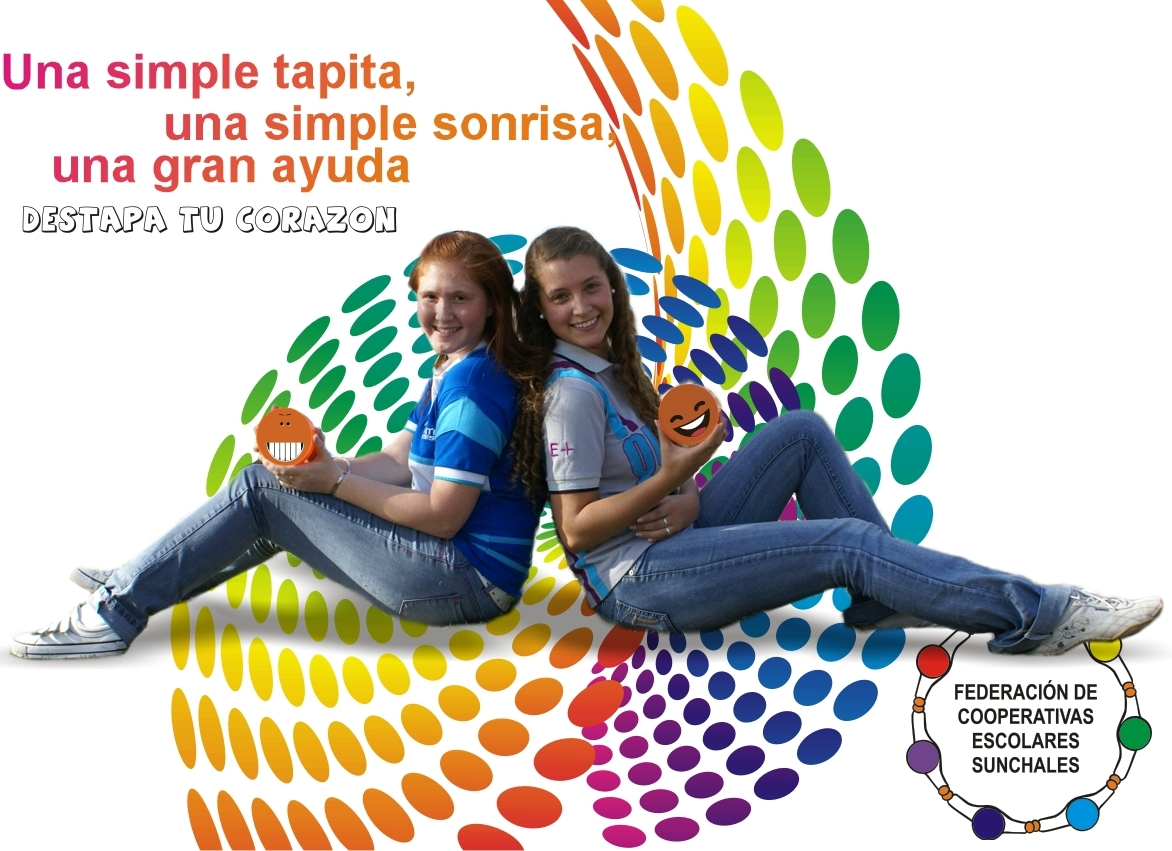 Una simple tapita,
una simple sonrisa,
una gran ayuda
DESTAPA TU CORAZON
E+
FEDERACIÓN DE
COOPERATIVAS
ESCOLARES
SUNCHALES